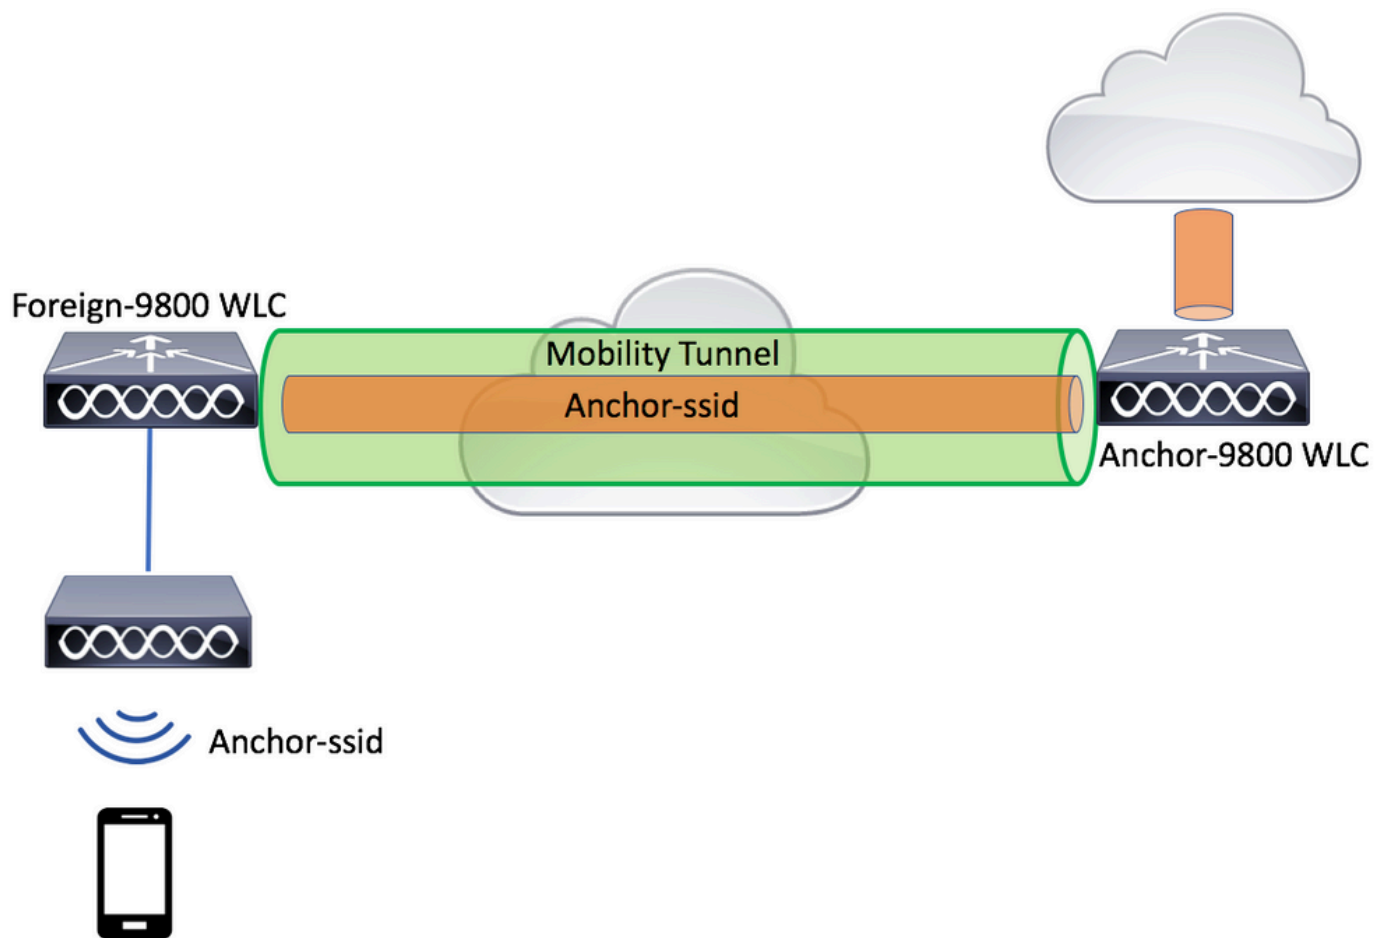 Foreign-9800 WLC
Mobility Tunnel
Anchor-ssid
Anchor-9800 WLC
Anchor-ssid